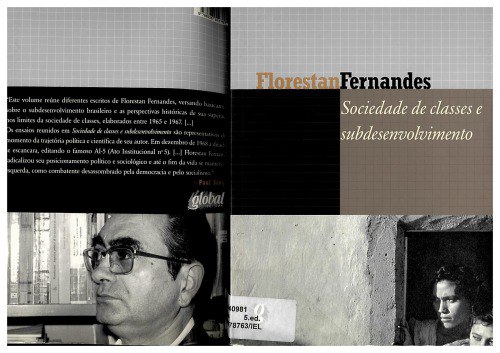 "Este volume reúne diferentes escritos de Florestan Fernandes, versando
sobre o subdesenvolvimento brasileiro e as perspectivas históricas de sua
nos limites da sociedade de classes, elaborados entre 1965 e 1967. [...]
Os ensaios reunidos em Sociedade de classes e subdesenvolvimento são representativos
momento da trajetória política e científica de seu autor. Em dezembro de 1968 a
se escancara, editando o famoso AI-5 (Ato Institucional nº 5). [...] Florestan
radicalizou seu posicionamento político e sociológico e até o fim da vida se
esquerda, como combatente desassombrado pela democracia e pelo socialismo."
Paul
global
FlorestanFernandes
Sociedade de classes e
subdesenvolvimento
40981
5.ed.
78763/IEL